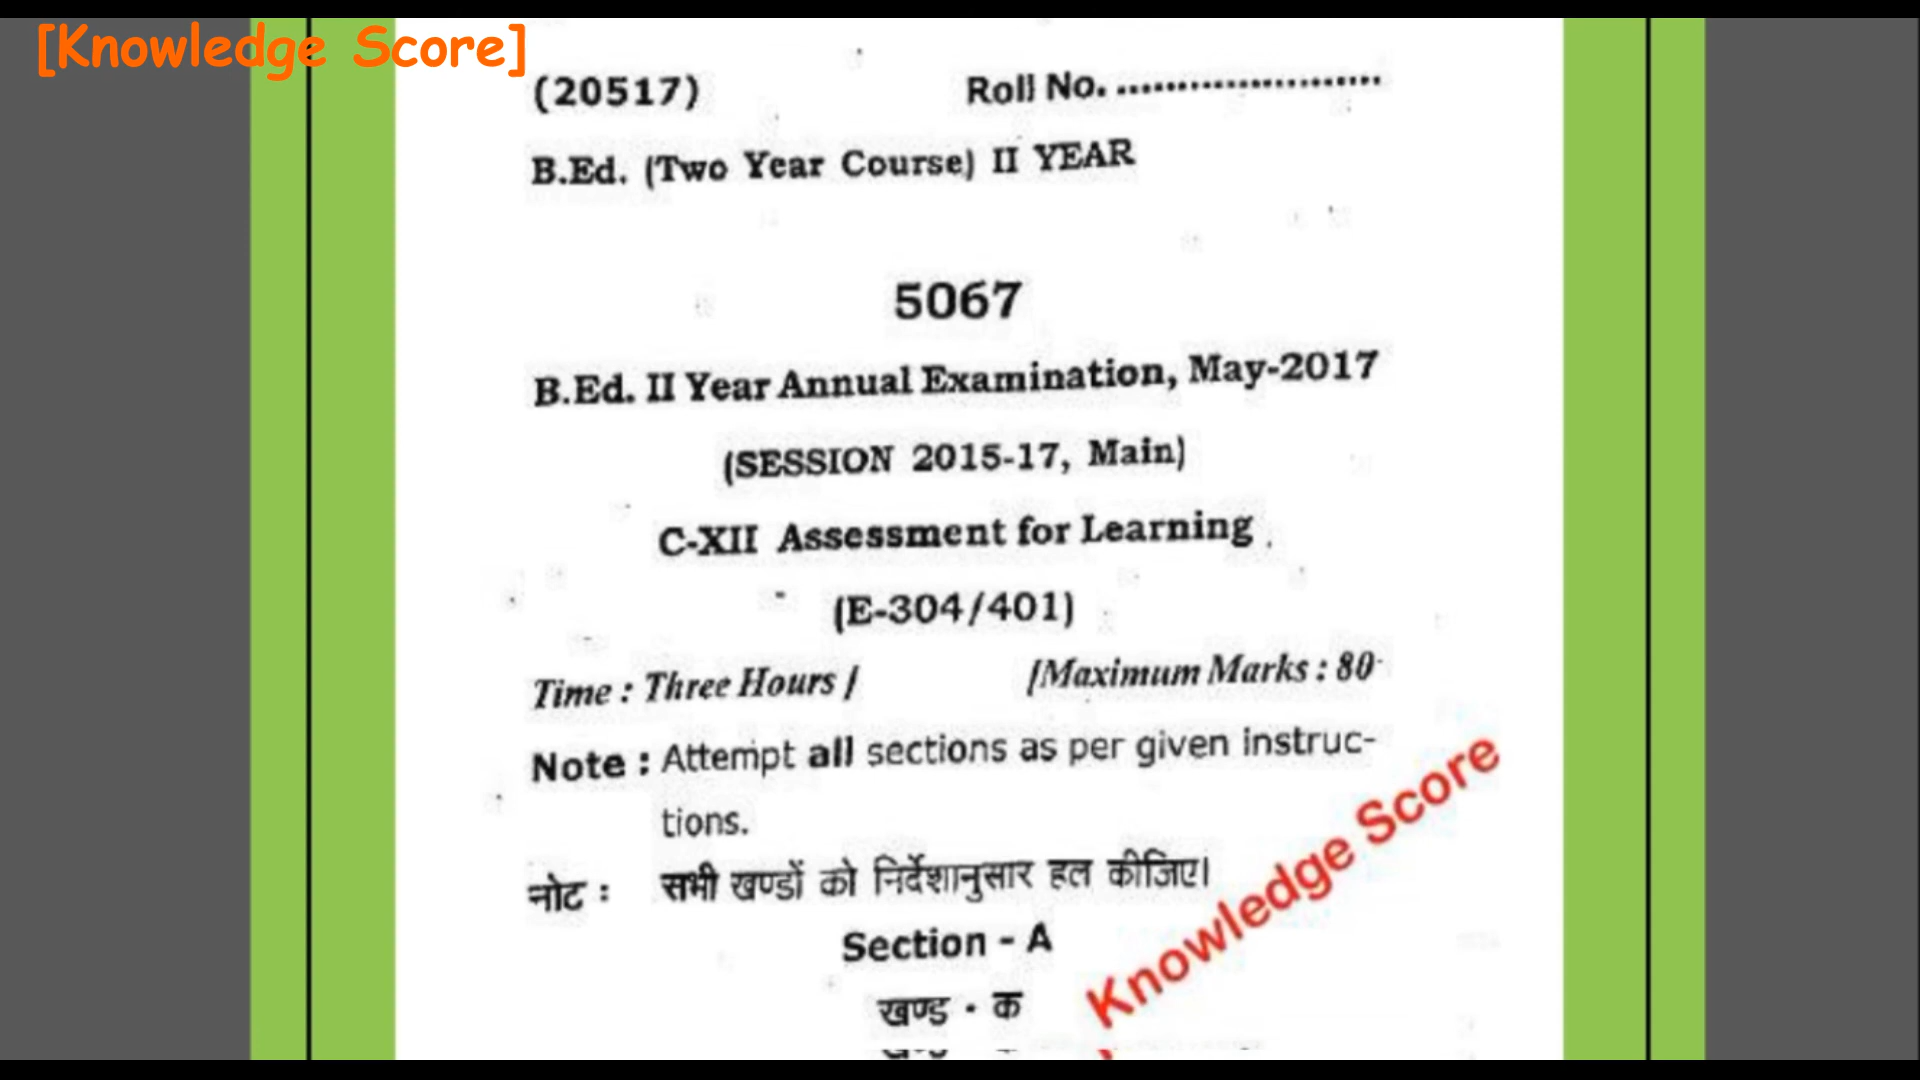 [Knowledge Score]
(20517) Roll No. ......................
B.Ed. (Two Year Course) II YEAR
5067
B.Ed. II Year Annual Examination, May-2017
(SESSION 2015-17, Main)
C-XII Assessment for Learning
(E-304/401)
Time : Three Hours ] [Maximum Marks : 80
Note : Attempt all sections as per given instruc-
tions.
नोट : सभी खण्डों को निर्देशानुसार हल कीजिए।
Section - A
खण्ड - क
Knowledge Score